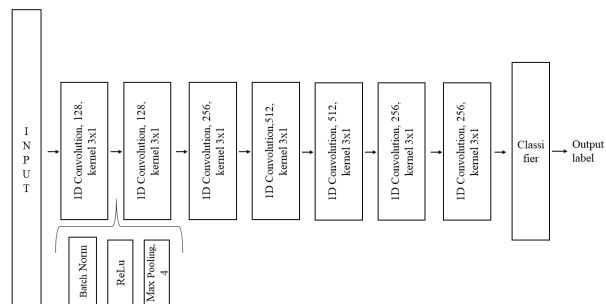 I
N
P
U
T
1D Convolution, 128,
kernel 3x1
1D Convolution, 128,
kernel 3x1
1D Convolution, 256,
kernel 3x1
1D Convolution,512,
kernel 3x1
1D Convolution, 512,
kernel 3x1
1D Convolution, 256,
kernel 3x1
1D Convolution, 256,
kernel 3x1
Classi
fier
Output
label
Batch Norm
ReLu
Max Pooling,
4